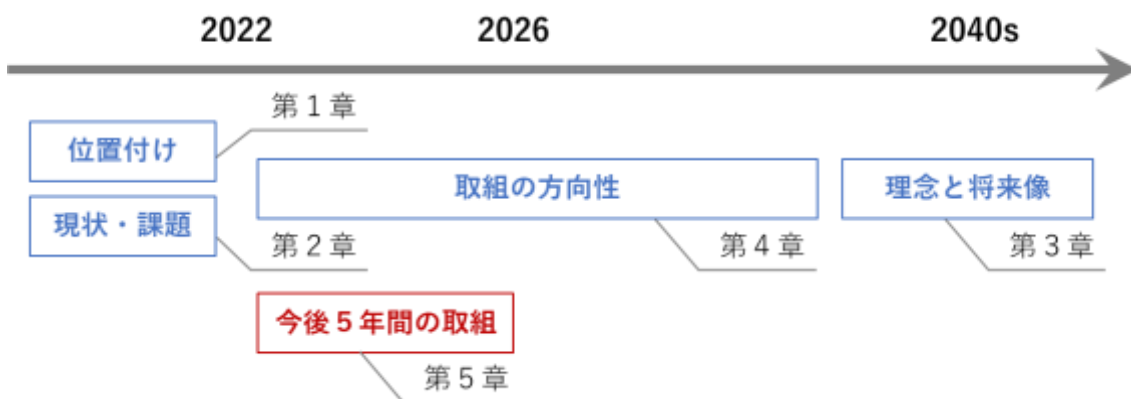 2022 2026 2040s
第 1 章
位置付け
取組の方向性 理念と将来像
現状・課題
第 2 章 第 4 章 第 3 章
今後 5 年間の取組
第 5 章